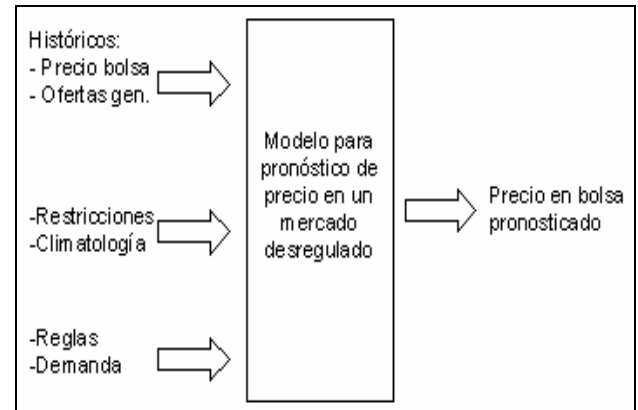 Históricos:
- Precio bolsa
- Ofertas gen.
-Restricciones
-Climatología
-Reglas
-Demanda
Modelo para
pronóstico de
precio en un
mercado
desregulado
Precio en bolsa
pronosticado